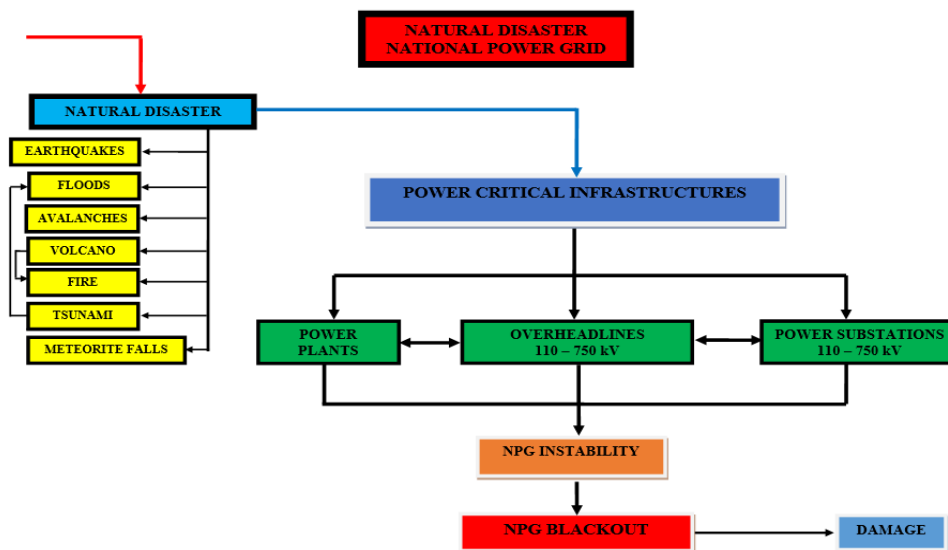 NATURAL DISASTER
NATIONAL POWER GRID
NATURAL DISASTER
EARTHQUAKES
FLOODS
AVALANCHES
VOLCANO
FIRE
TSUNAMI
METEORITE FALLS
POWER CRITICAL INFRASTRUCTURES
POWER
PLANTS
OVERHEADLINES
110 – 750 kV
POWER SUBSTATIONS
110 – 750 kV
NPG INSTABILITY
NPG BLACKOUT
DAMAGE